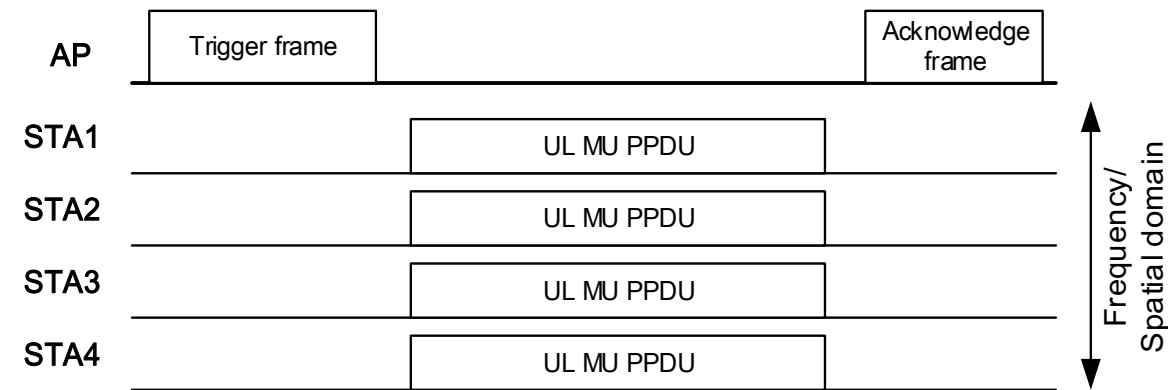 AP
Trigger frame
Acknowledge
frame
STA1
UL MU PPDU
STA2
UL MU PPDU
STA3
UL MU PPDU
STA4
UL MU PPDU
Frequency/
Spatial domain